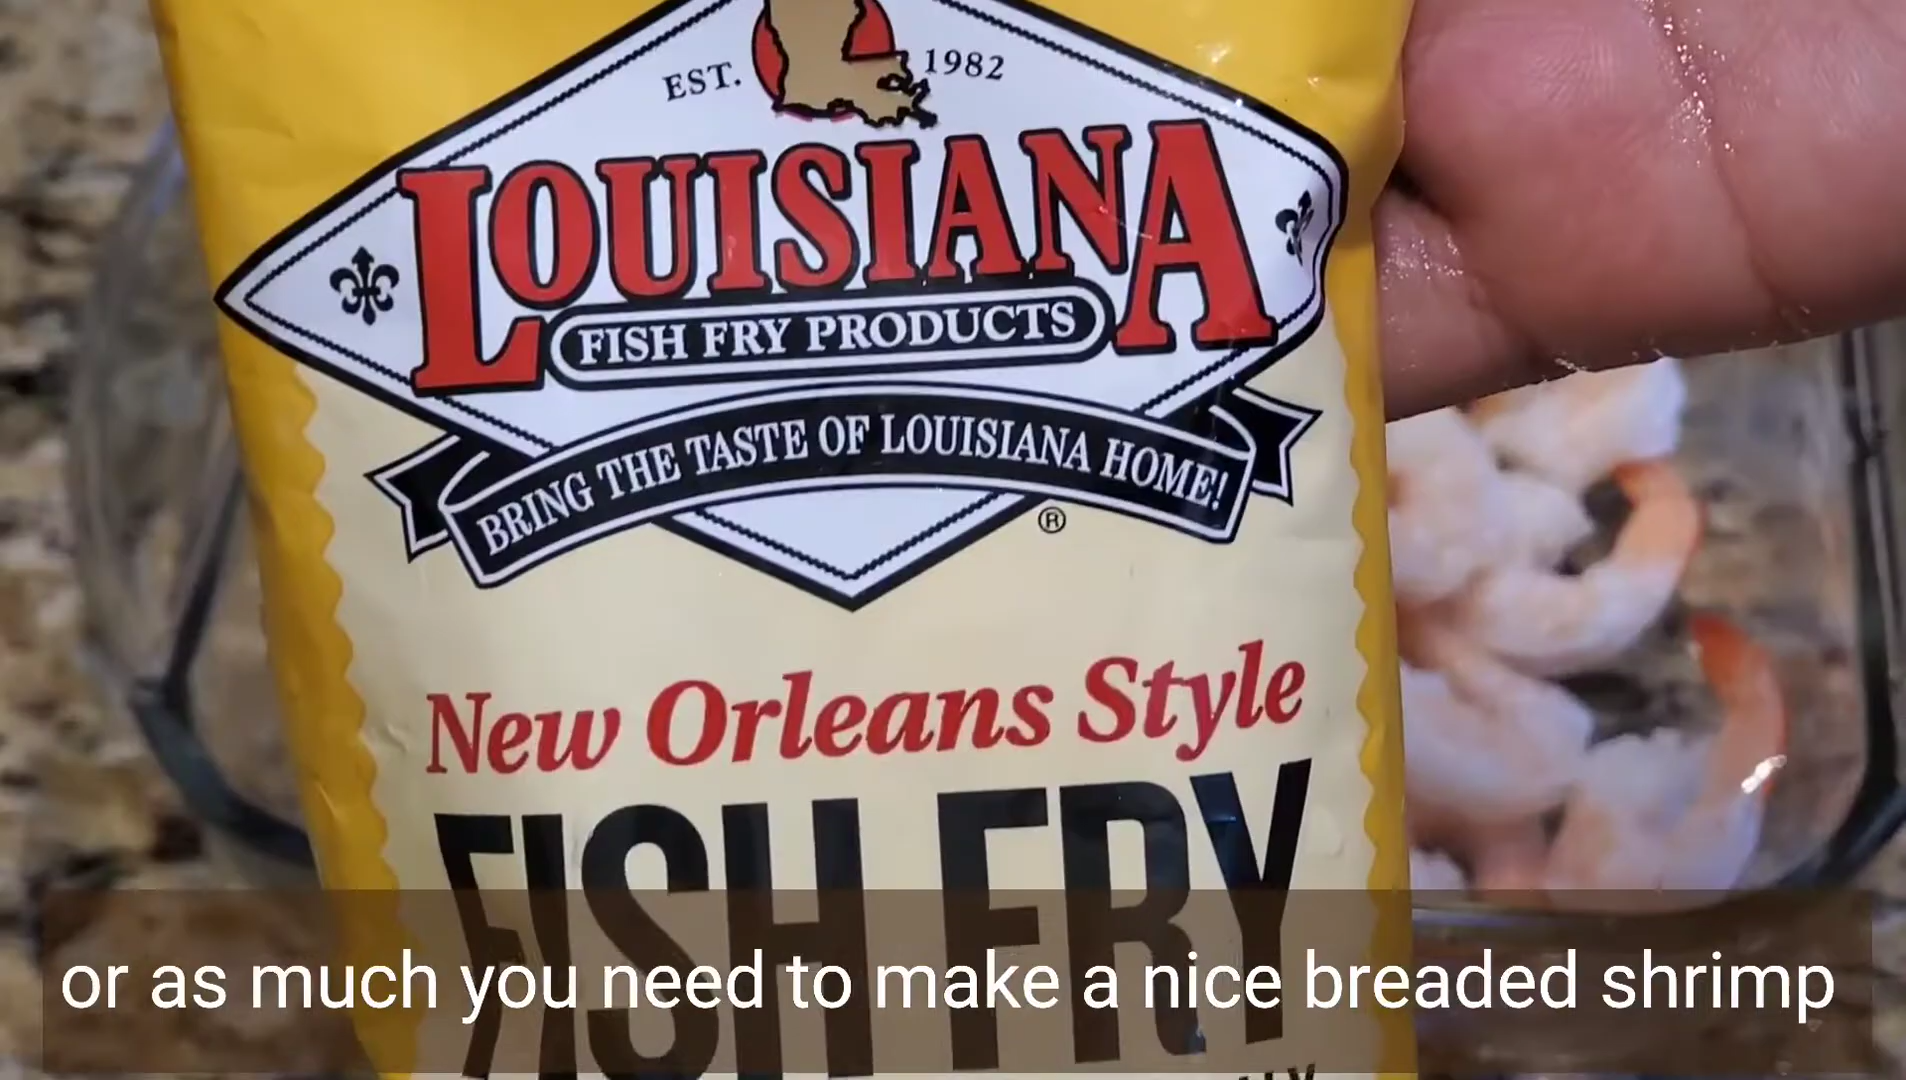 EST. 1982
LOUISIANA
FISH FRY PRODUCTS
BRING THE TASTE OF LOUISIANA HOME!
®
New Orleans Style
FISH FRY
or as much you need to make a nice breaded shrimp